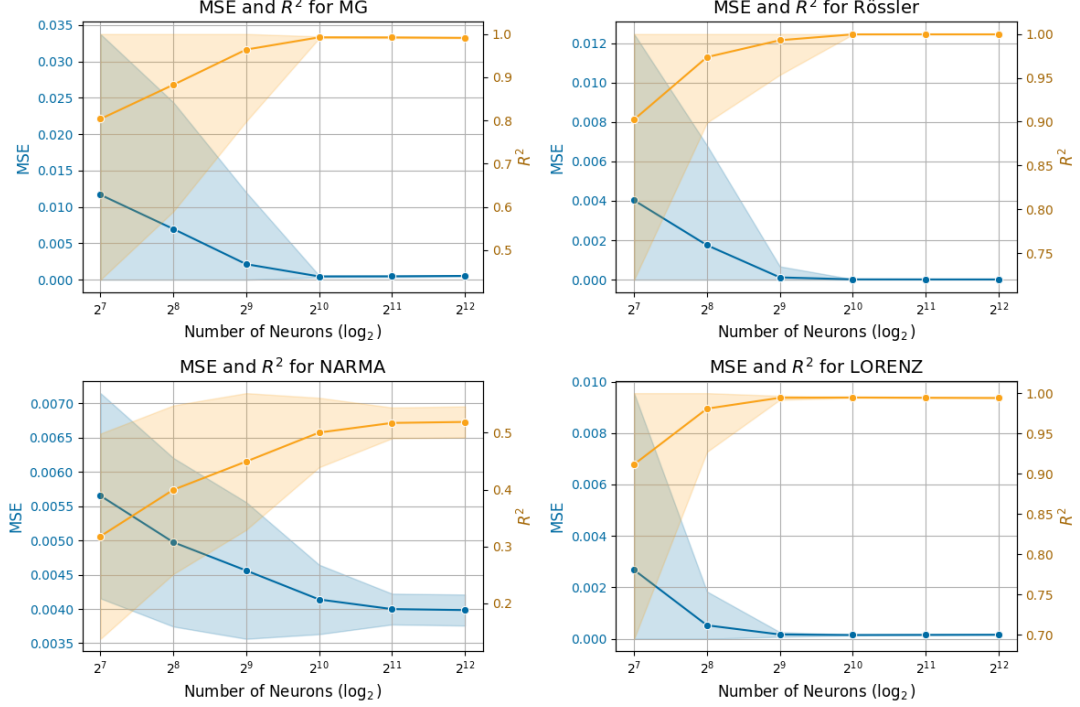 MSE and R² for MG
0.035
0.030
0.025
0.020
0.015
0.010
0.005
0.000
MSE
1.0
0.9
0.8
0.7
0.6
0.5
R²
2⁷ 2⁸ 2⁹ 2¹⁰ 2¹¹ 2¹²
Number of Neurons (log₂)
MSE and R² for Rössler
0.012
0.010
0.008
0.006
0.004
0.002
0.000
MSE
1.00
0.95
0.90
0.85
0.80
0.75
R²
2⁷ 2⁸ 2⁹ 2¹⁰ 2¹¹ 2¹²
Number of Neurons (log₂)
MSE and R² for NARMA
0.0070
0.0065
0.0060
0.0055
0.0050
0.0045
0.0040
0.0035
MSE
0.5
0.4
0.3
0.2
R²
2⁷ 2⁸ 2⁹ 2¹⁰ 2¹¹ 2¹²
Number of Neurons (log₂)
MSE and R² for LORENZ
0.010
0.008
0.006
0.004
0.002
0.000
MSE
1.00
0.95
0.90
0.85
0.80
0.75
0.70
R²
2⁷ 2⁸ 2⁹ 2¹⁰ 2¹¹ 2¹²
Number of Neurons (log₂)